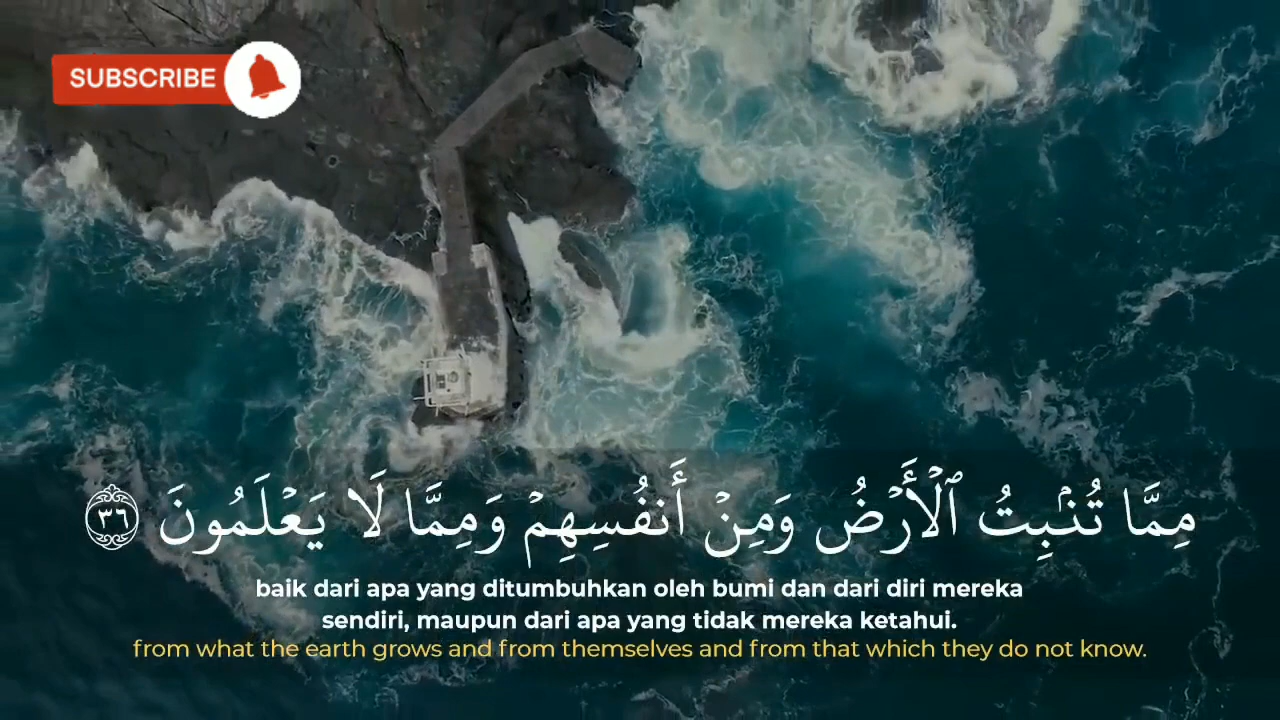 SUBSCRIBE
مِمَّا تُنۢبِتُ ٱلْأَرْضُ وَمِنْ أَنفُسِهِمْ وَمِمَّا لَا يَعْلَمُونَ ٣٦
baik dari apa yang ditumbuhkan oleh bumi dan dari diri mereka
sendiri, maupun dari apa yang tidak mereka ketahui.
from what the earth grows and from themselves and from that which they do not know.